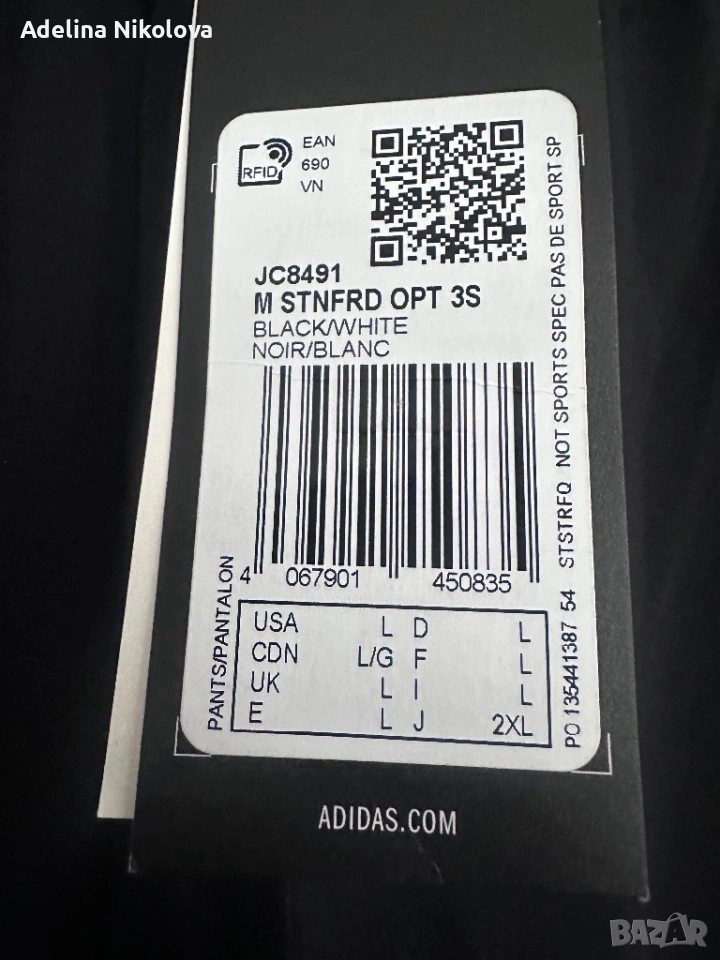 Adelina Nikolova
RFID
EAN
690
VN
JC8491
M STNFRD OPT 3S
BLACK/WHITE
NOIR/BLANC
4 067901 450835
PANTS/PANTALON
USA L D L
CDN L/G F L
UK L I L
E L J 2XL
PO 135441387 54 STSTRFQ NOT SPORTS SPEC PAS DE SPORT SP
ADIDAS.COM
BAZAR